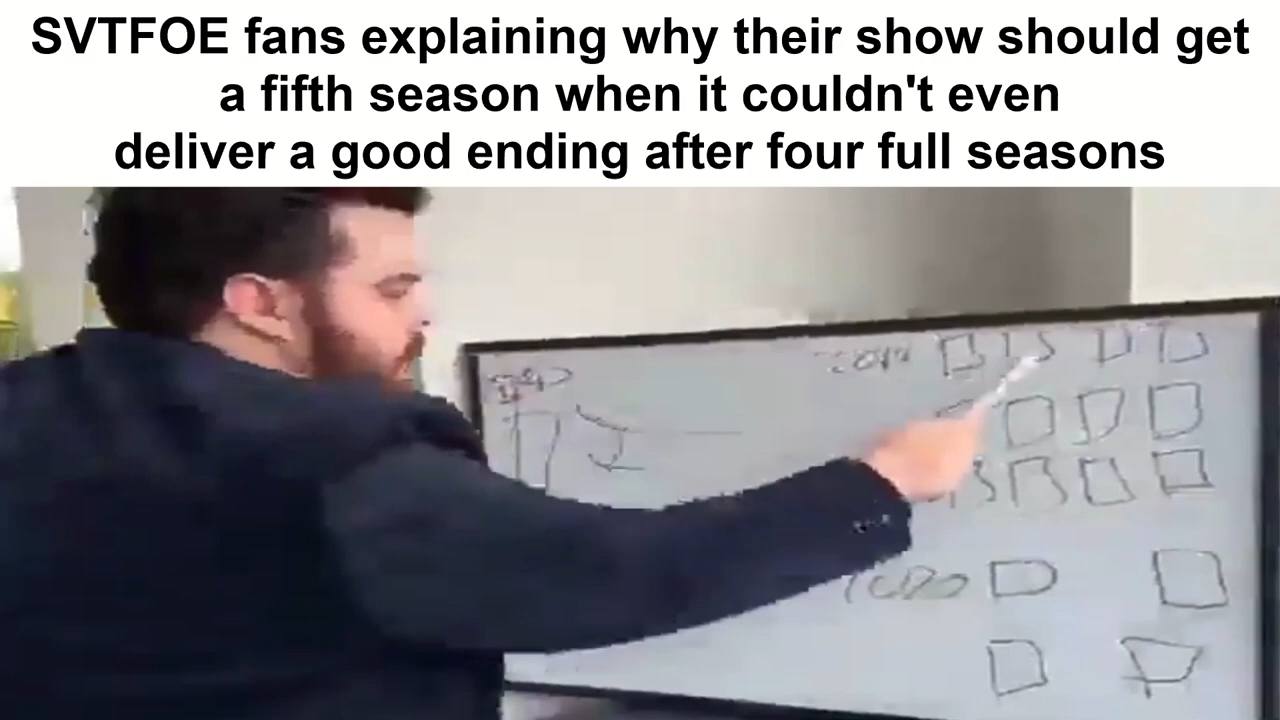 SVTFOE fans explaining why their show should get
a fifth season when it couldn't even
deliver a good ending after four full seasons